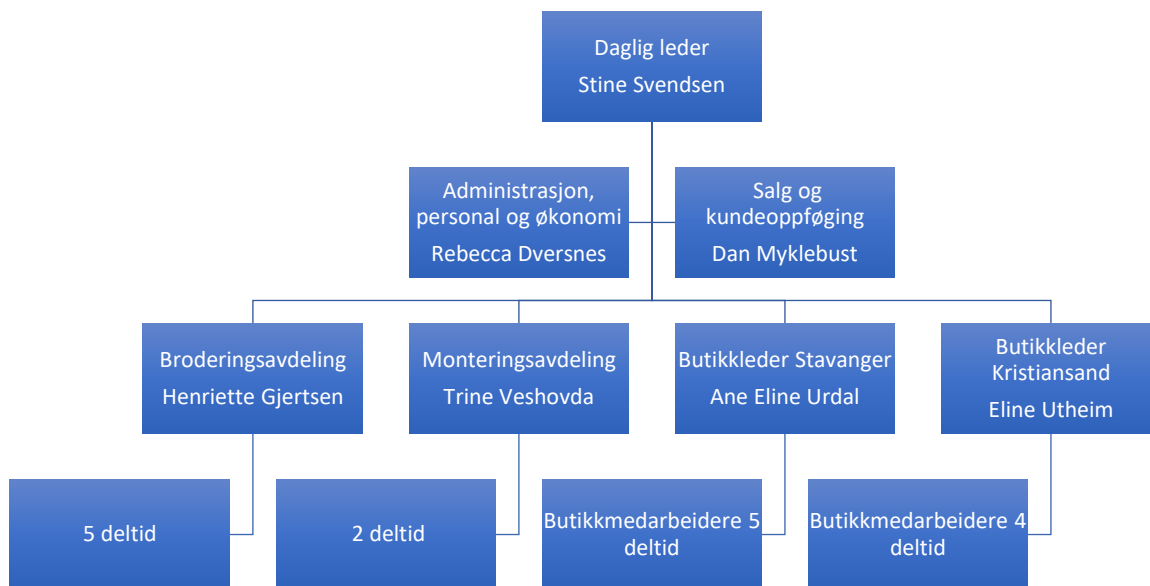 Daglig leder
Stine Svendsen
Administrasjon,
personal og økonomi
Rebecca Dversnes
Salg og
kundeoppføging
Dan Myklebust
Broderingsavdeling
Henriette Gjertsen
Monteringsavdeling
Trine Veshovda
Butikkleder Stavanger
Ane Eline Urdal
Butikkleder
Kristiansand
Eline Utheim
5 deltid
2 deltid
Butikkmedarbeidere 5
deltid
Butikkmedarbeidere 4
deltid